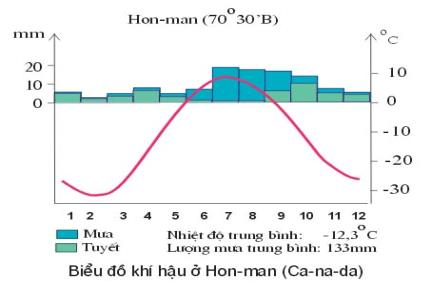 Hon-man (70°30`B)
mm
°C
20
10
0
10
0
-10
-20
-30
1 2 3 4 5 6 7 8 9 10 11 12
Mưa Nhiệt độ trung bình: -12,3°C
Tuyết Lượng mưa trung bình: 133mm
Biểu đồ khí hậu ở Hon-man (Ca-na-da)